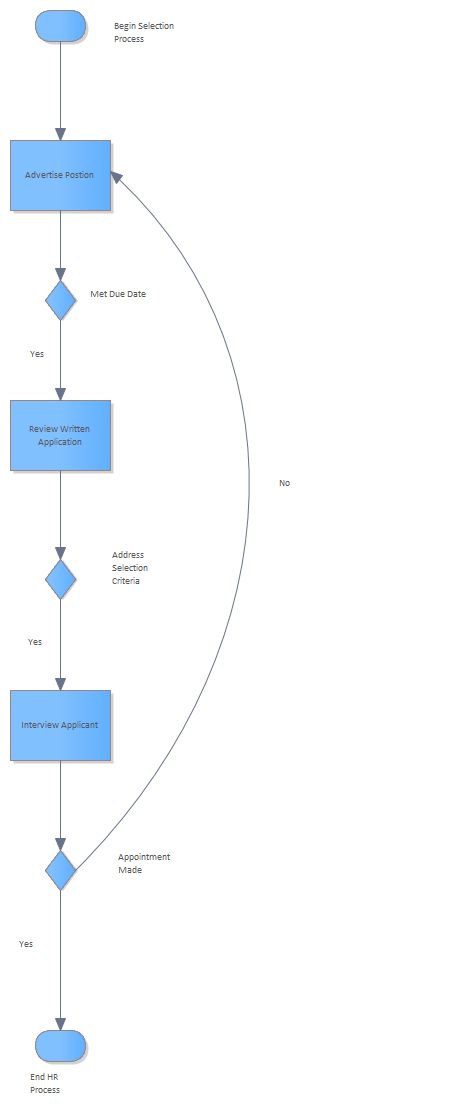 Begin Selection
Process
Advertise Postion
Met Due Date
Yes
Review Written
Application
No
Address
Selection
Criteria
Yes
Interview Applicant
Appointment
Made
Yes
End HR
Process